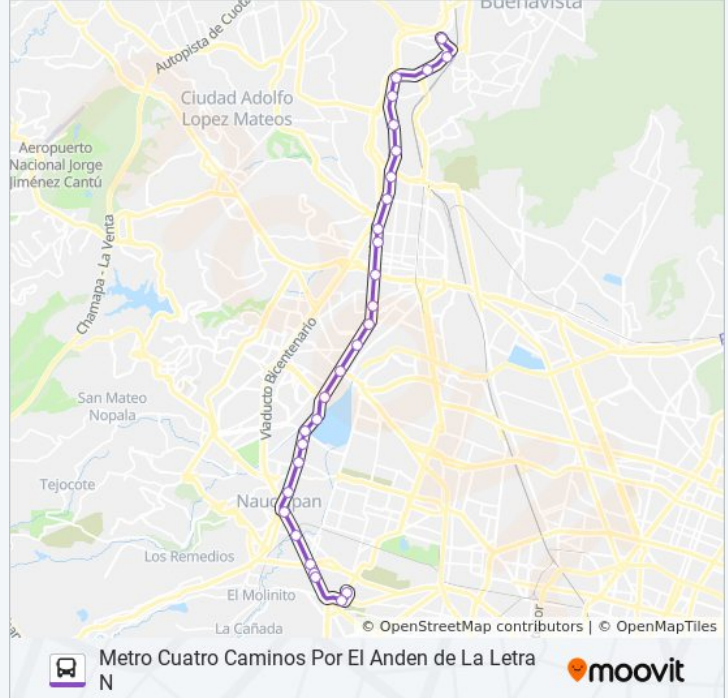 Buenavista
Autopista de Cuo
Ciudad Adolfo
Lopez Mateos
Aeropuerto
Nacional Jorge
Jiménez Cantú
Chamapa - La Venta
Viaducto Bicentenario
San Mateo
Nopala
Tejocote
Naucalpan
Los Remedios
El Molinito
La Cañada
© OpenStreetMap contributors | © OpenMapTiles
Metro Cuatro Caminos Por El Anden de La Letra
N
moovit